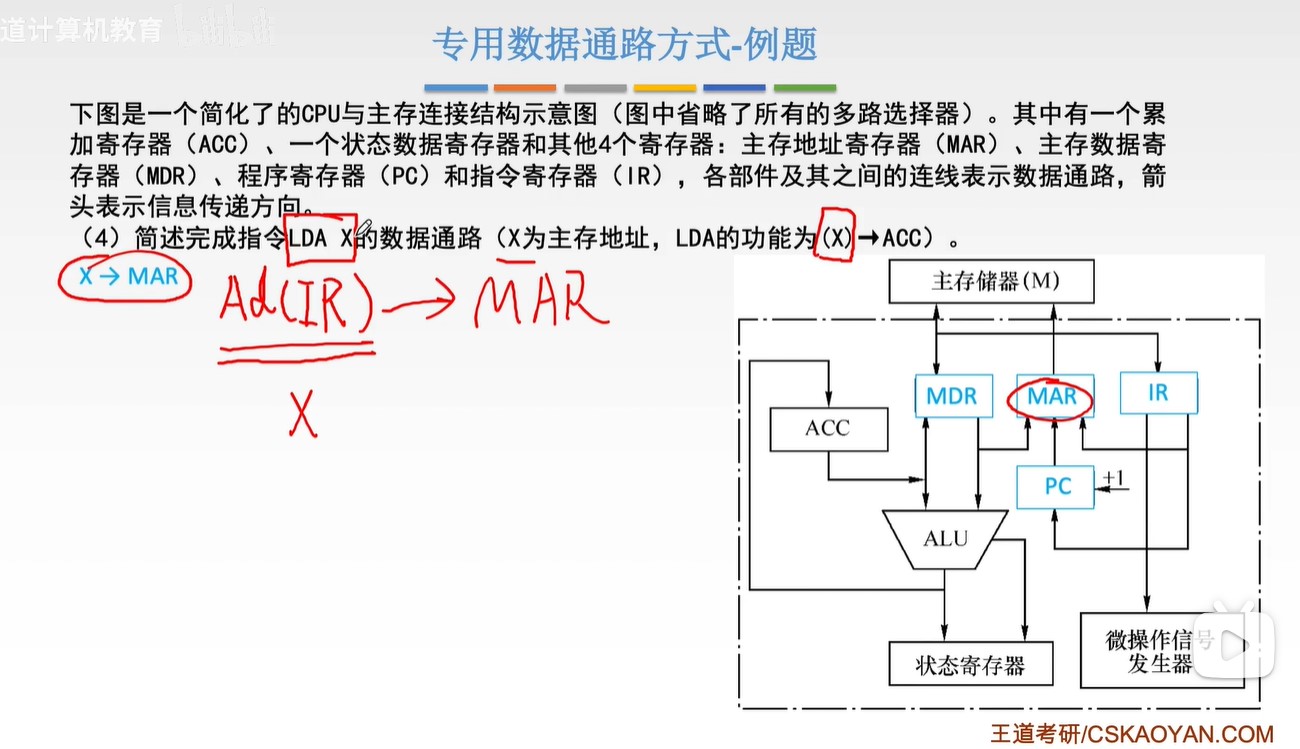 道计算机教育 bilibili
专用数据通路方式-例题
下图是一个简化了的CPU与主存连接结构示意图（图中省略了所有的多路选择器）。其中有一个累
加寄存器（ACC）、一个状态数据寄存器和其他4个寄存器：主存地址寄存器（MAR）、主存数据寄
存器（MDR）、程序寄存器（PC）和指令寄存器（IR），各部件及其之间的连线表示数据通路，箭
头表示信息传递方向。
（4）简述完成指令LDA X的数据通路（X为主存地址，LDA的功能为(X)→ACC）。
X → MAR
Ad(IR) → MAR
X
主存储器(M)
MDR
MAR
IR
ACC
PC
+1
ALU
状态寄存器
微操作信号
发生器
王道考研/CSKAOYAN.COM